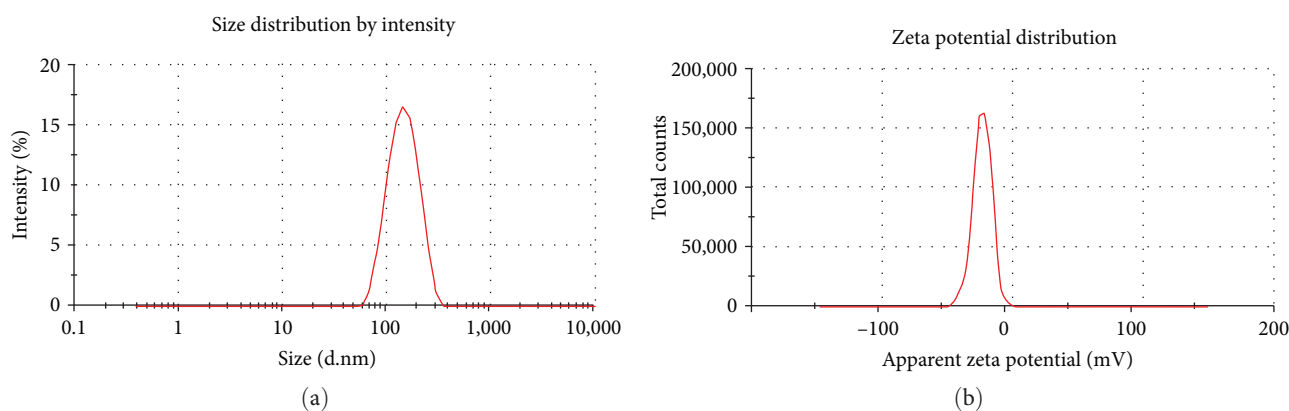 Size distribution by intensity
20
15
10
5
0
Intensity (%)
0.1 1 10 100 1,000 10,000
Size (d.nm)
(a)
Zeta potential distribution
200,000
150,000
100,000
50,000
0
Total counts
−100 0 100 200
Apparent zeta potential (mV)
(b)